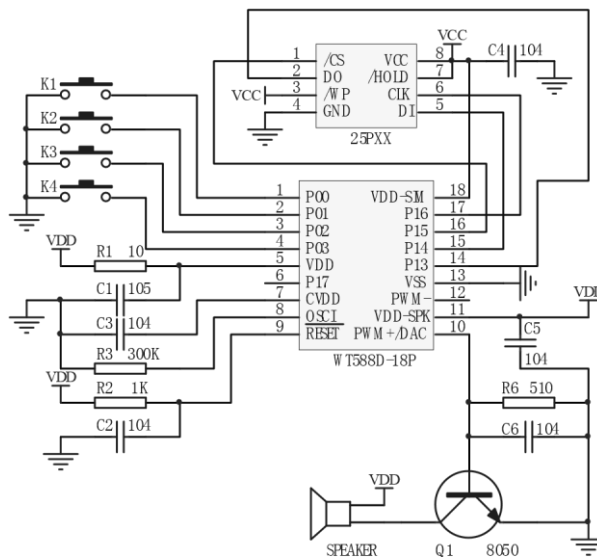 VCC
C4 104
1 /CS VCC 8
2 DO /HOLD 7
VCC 3 /WP CLK 6
4 GND DI 5
25PXX
K1
K2
K3
K4
1 P00 VDD-SIM 18
2 P01 P16 17
3 P02 P15 16
4 P03 P14 15
5 VDD P13 14
6 P17 VSS 13
7 CVDD PWM- 12
8 OSCI VDD-SPK 11
9 RESET PWM+/DAC 10
WT588D-18P
VDD
R1 10
C1 105
C3 104
R3 300K
VDD
R2 1K
C2 104
VDD
C5
104
R6 510
C6 104
VDD
SPEAKER
Q1 8050